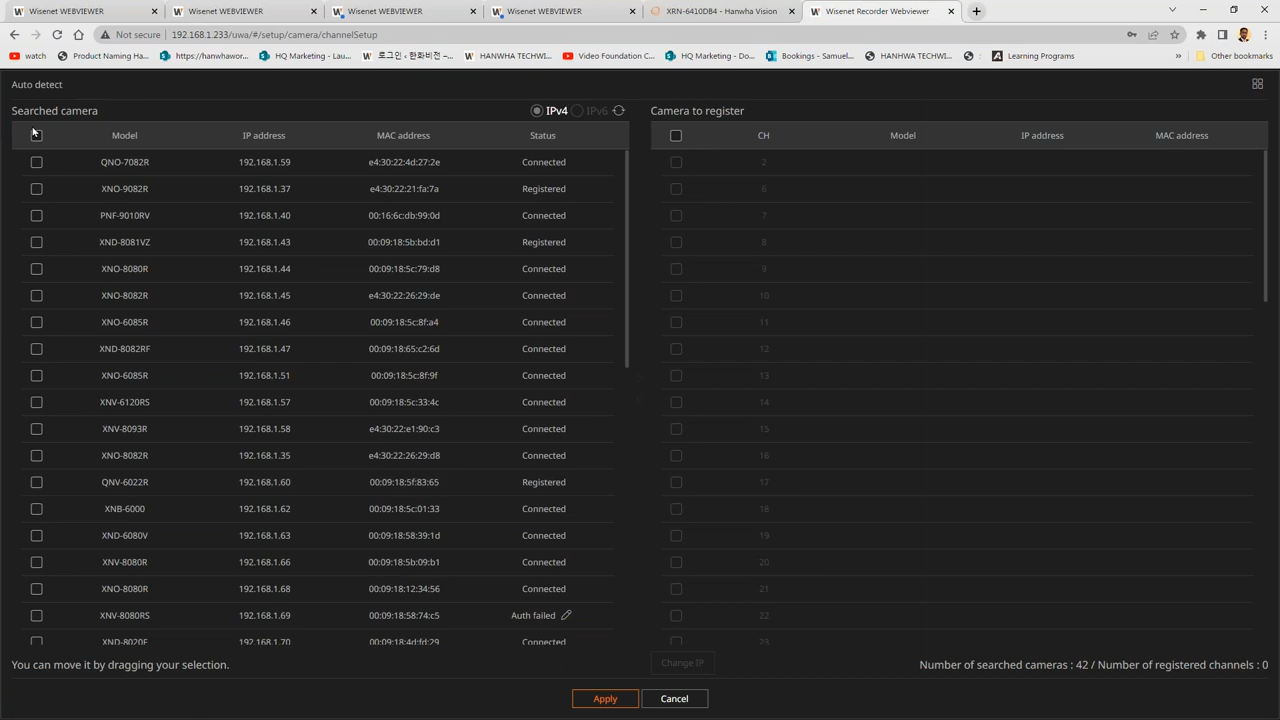 Wisenet WEBVIEWER Wisenet WEBVIEWER Wisenet WEBVIEWER Wisenet WEBVIEWER XRN-6410DB4 - Hanwha Vision Wisenet Recorder Webviewer
Not secure 192.168.1.233/uwa/#/setup/camera/channelSetup
watch Product Naming Ha... https://hanwhawor... HQ Marketing - Lau... 로그인 < 한화비전 –... HANWHA TECHWI... Video Foundation C... HQ Marketing - Do... Bookings - Samuel... HANWHA TECHWI... : Learning Programs » Other bookmarks
Auto detect
Searched camera IPv4 IPv6 Camera to register
Model IP address MAC address Status CH Model IP address MAC address
QNO-7082R 192.168.1.59 e4:30:22:4d:27:2e Connected 2
XNO-9082R 192.168.1.37 e4:30:22:21:fa:7a Registered 6
PNF-9010RV 192.168.1.40 00:16:6c:db:99:0d Connected 7
XND-8081VZ 192.168.1.43 00:09:18:5b:bd:d1 Registered 8
XNO-8080R 192.168.1.44 00:09:18:5c:79:d8 Connected 9
XNO-8082R 192.168.1.45 e4:30:22:26:29:de Connected 10
XNO-6085R 192.168.1.46 00:09:18:5c:8f:a4 Connected 11
XND-8082RF 192.168.1.47 00:09:18:65:c2:6d Connected 12
XNO-6085R 192.168.1.51 00:09:18:5c:8f:9f Connected 13
XNV-6120RS 192.168.1.57 00:09:18:5c:33:4c Connected 14
XNV-8093R 192.168.1.58 e4:30:22:e1:90:c3 Connected 15
XNO-8082R 192.168.1.35 e4:30:22:26:29:d8 Connected 16
QNV-6022R 192.168.1.60 00:09:18:5f:83:65 Registered 17
XNB-6000 192.168.1.62 00:09:18:5c:01:33 Connected 18
XND-6080V 192.168.1.63 00:09:18:58:39:1d Connected 19
XNV-8080R 192.168.1.66 00:09:18:5b:09:b1 Connected 20
XNO-8080R 192.168.1.68 00:09:18:12:34:56 Connected 21
XNV-8080RS 192.168.1.69 00:09:18:58:74:c5 Auth failed 22
XND-8020F 192.168.1.70 00:09:18:4d:fd:29 Connected 23
You can move it by dragging your selection. Change IP Number of searched cameras : 42 / Number of registered channels : 0
Apply Cancel